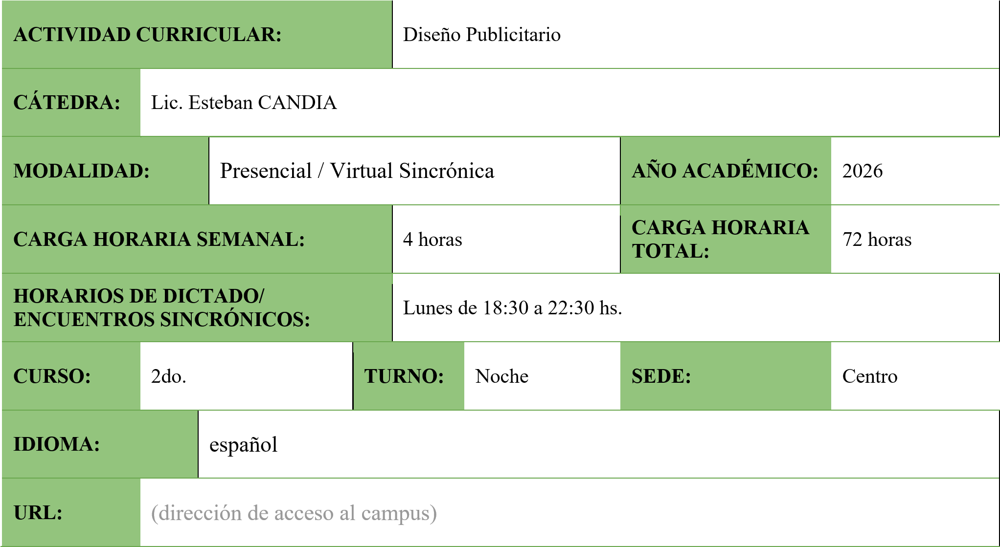 ACTIVIDAD CURRICULAR: Diseño Publicitario
CÁTEDRA: Lic. Esteban CANDIA
MODALIDAD: Presencial / Virtual Sincrónica AÑO ACADÉMICO: 2026
CARGA HORARIA SEMANAL: 4 horas CARGA HORARIA
TOTAL: 72 horas
HORARIOS DE DICTADO/
ENCUENTROS SINCRÓNICOS: Lunes de 18:30 a 22:30 hs.
CURSO: 2do. TURNO: Noche SEDE: Centro
IDIOMA: español
URL: (dirección de acceso al campus)